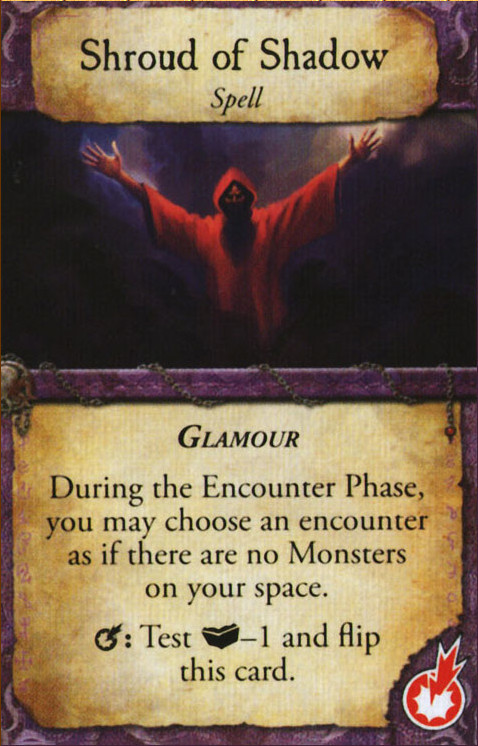 Shroud of Shadow
Spell
GLAMOUR
During the Encounter Phase,
you may choose an encounter
as if there are no Monsters
on your space.
: Test –1 and flip
this card.